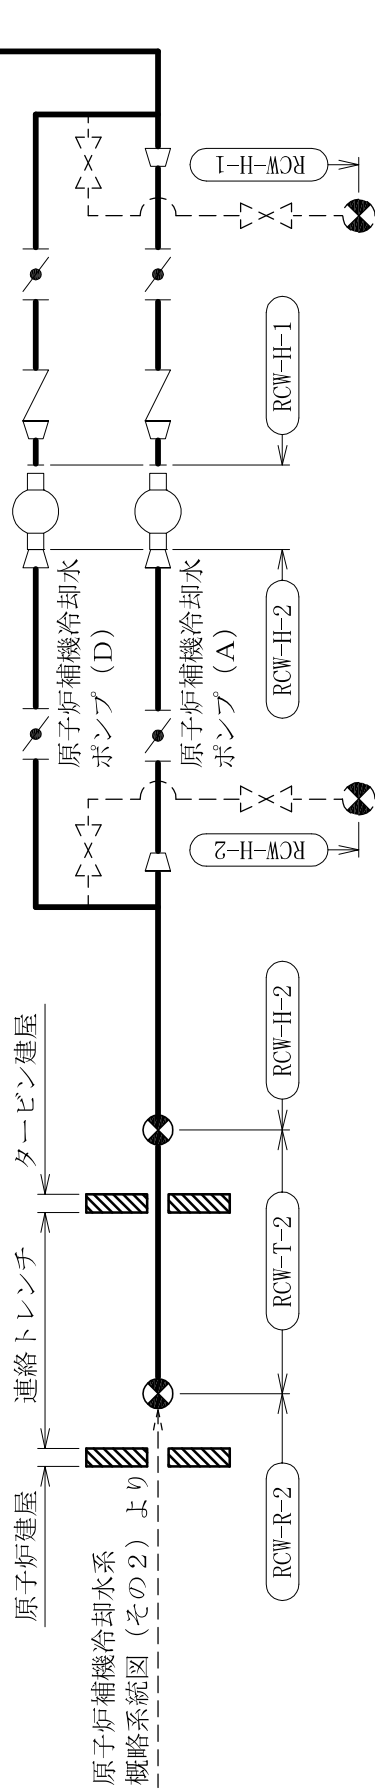 原子炉建屋
連絡トレンチ
タービン建屋
原子炉補機冷却水系
概略系統図（その２）より
原子炉補機冷却水
ポンプ（D）
原子炉補機冷却水
ポンプ（A）
RCW-R-2
RCW-T-2
RCW-H-2
RCW-H-2
RCW-H-2
RCW-H-1
RCW-H-1